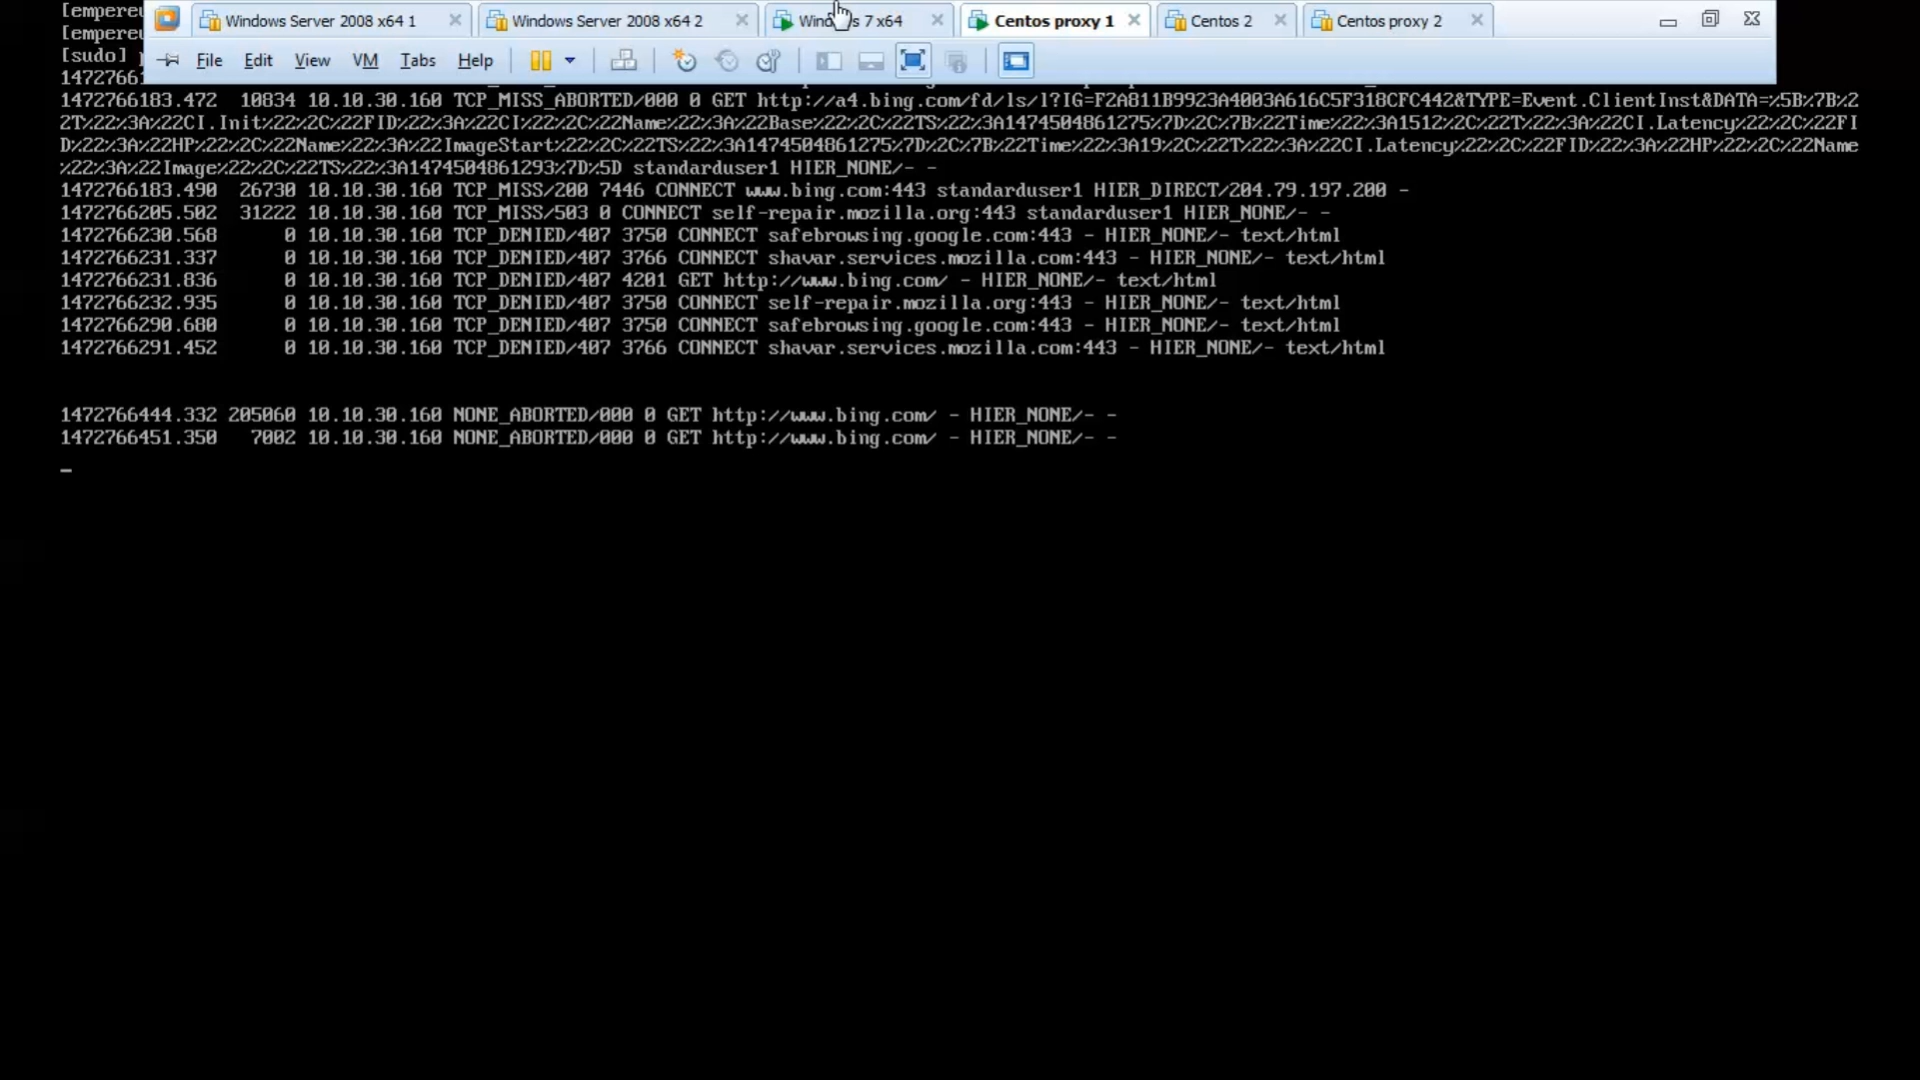 [empereu
Windows Server 2008 x64 1
Windows Server 2008 x64 2
Windows 7 x64
Centos proxy 1
Centos 2
Centos proxy 2
[empereu
[sudo]
File Edit View VM Tabs Help
14727661
1472766183.472 10834 10.10.30.160 TCP_MISS_ABORTED/000 0 GET http://a4.bing.com/fd/ls/l?IG=F2A811B9923A4003A616C5F318CFC442&TYPE=Event.ClientInst&DATA=%5B%7B%2
2T%22%3A%22CI.Init%22%2C%22FID%22%3A%22CI%22%2C%22Name%22%3A%22Base%22%2C%22TS%22%3A1474504861275%7D%2C%7B%22Time%22%3A1512%2C%22T%22%3A%22CI.Latency%22%2C%22FI
D%22%3A%22HP%22%2C%22Name%22%3A%22ImageStart%22%2C%22TS%22%3A1474504861275%7D%2C%7B%22Time%22%3A19%2C%22T%22%3A%22CI.Latency%22%2C%22FID%22%3A%22HP%22%2C%22Name
%22%3A%22Image%22%2C%22TS%22%3A1474504861293%7D%5D standarduser1 HIER_NONE/- -
1472766183.490 26730 10.10.30.160 TCP_MISS/200 7446 CONNECT www.bing.com:443 standarduser1 HIER_DIRECT/204.79.197.200 -
1472766205.502 31222 10.10.30.160 TCP_MISS/503 0 CONNECT self-repair.mozilla.org:443 standarduser1 HIER_NONE/- -
1472766230.568 0 10.10.30.160 TCP_DENIED/407 3750 CONNECT safebrowsing.google.com:443 - HIER_NONE/- text/html
1472766231.337 0 10.10.30.160 TCP_DENIED/407 3766 CONNECT shavar.services.mozilla.com:443 - HIER_NONE/- text/html
1472766231.836 0 10.10.30.160 TCP_DENIED/407 4201 GET http://www.bing.com/ - HIER_NONE/- text/html
1472766232.935 0 10.10.30.160 TCP_DENIED/407 3750 CONNECT self-repair.mozilla.org:443 - HIER_NONE/- text/html
1472766290.680 0 10.10.30.160 TCP_DENIED/407 3750 CONNECT safebrowsing.google.com:443 - HIER_NONE/- text/html
1472766291.452 0 10.10.30.160 TCP_DENIED/407 3766 CONNECT shavar.services.mozilla.com:443 - HIER_NONE/- text/html
1472766444.332 205060 10.10.30.160 NONE_ABORTED/000 0 GET http://www.bing.com/ - HIER_NONE/- -
1472766451.350 7002 10.10.30.160 NONE_ABORTED/000 0 GET http://www.bing.com/ - HIER_NONE/- -